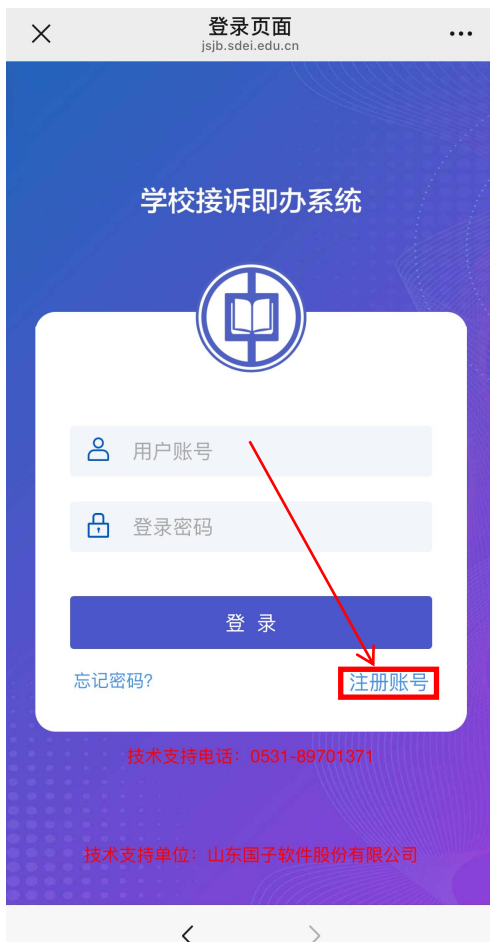 登录页面
jsjb.sdei.edu.cn
学校接诉即办系统
用户账号
登录密码
登 录
忘记密码?
注册账号
技术支持电话：0531-89701371
技术支持单位：山东国子软件股份有限公司